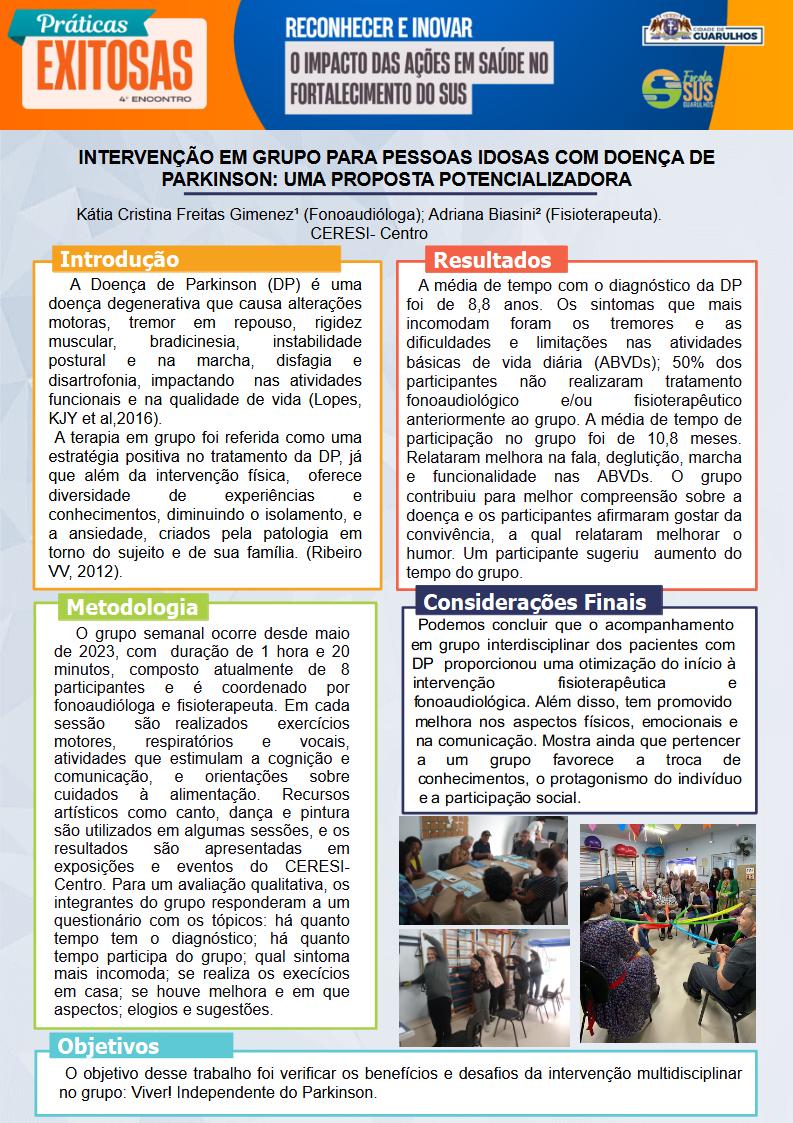 Práticas
EXITOSAS
4º ENCONTRO
RECONHECER E INOVAR
O IMPACTO DAS AÇÕES EM SAÚDE NO
FORTALECIMENTO DO SUS
CIDADE DE
GUARULHOS
Escola
SUS
GUARULHOS
INTERVENÇÃO EM GRUPO PARA PESSOAS IDOSAS COM DOENÇA DE
PARKINSON: UMA PROPOSTA POTENCIALIZADORA
Kátia Cristina Freitas Gimenez¹ (Fonoaudióloga); Adriana Biasini² (Fisioterapeuta).
CERESI- Centro
Introdução
A Doença de Parkinson (DP) é uma
doença degenerativa que causa alterações
motoras, tremor em repouso, rigidez
muscular, bradicinesia, instabilidade
postural e na marcha, disfagia e
disartrofonia, impactando nas atividades
funcionais e na qualidade de vida (Lopes,
KJY et al,2016).
A terapia em grupo foi referida como uma
estratégia positiva no tratamento da DP, já
que além da intervenção física, oferece
diversidade de experiências e
conhecimentos, diminuindo o isolamento, e
a ansiedade, criados pela patologia em
torno do sujeito e de sua família. (Ribeiro
VV, 2012).
Metodologia
O grupo semanal ocorre desde maio
de 2023, com duração de 1 hora e 20
minutos, composto atualmente de 8
participantes e é coordenado por
fonoaudióloga e fisioterapeuta. Em cada
sessão são realizados exercícios
motores, respiratórios e vocais,
atividades que estimulam a cognição e
comunicação, e orientações sobre
cuidados à alimentação. Recursos
artísticos como canto, dança e pintura
são utilizados em algumas sessões, e os
resultados são apresentadas em
exposições e eventos do CERESI-
Centro. Para um avaliação qualitativa, os
integrantes do grupo responderam a um
questionário com os tópicos: há quanto
tempo tem o diagnóstico; há quanto
tempo participa do grupo; qual sintoma
mais incomoda; se realiza os execícios
em casa; se houve melhora e em que
aspectos; elogios e sugestões.
Resultados
A média de tempo com o diagnóstico da DP
foi de 8,8 anos. Os sintomas que mais
incomodam foram os tremores e as
dificuldades e limitações nas atividades
básicas de vida diária (ABVDs); 50% dos
participantes não realizaram tratamento
fonoaudiológico e/ou fisioterapêutico
anteriormente ao grupo. A média de tempo de
participação no grupo foi de 10,8 meses.
Relataram melhora na fala, deglutição, marcha
e funcionalidade nas ABVDs. O grupo
contribuiu para melhor compreensão sobre a
doença e os participantes afirmaram gostar da
convivência, a qual relataram melhorar o
humor. Um participante sugeriu aumento do
tempo do grupo.
Considerações Finais
Podemos concluir que o acompanhamento
em grupo interdisciplinar dos pacientes com
DP proporcionou uma otimização do início à
intervenção fisioterapêutica e
fonoaudiológica. Além disso, tem promovido
melhora nos aspectos físicos, emocionais e
na comunicação. Mostra ainda que pertencer
a um grupo favorece a troca de
conhecimentos, o protagonismo do indivíduo
e a participação social.
Objetivos
O objetivo desse trabalho foi verificar os benefícios e desafios da intervenção multidisciplinar
no grupo: Viver! Independente do Parkinson.